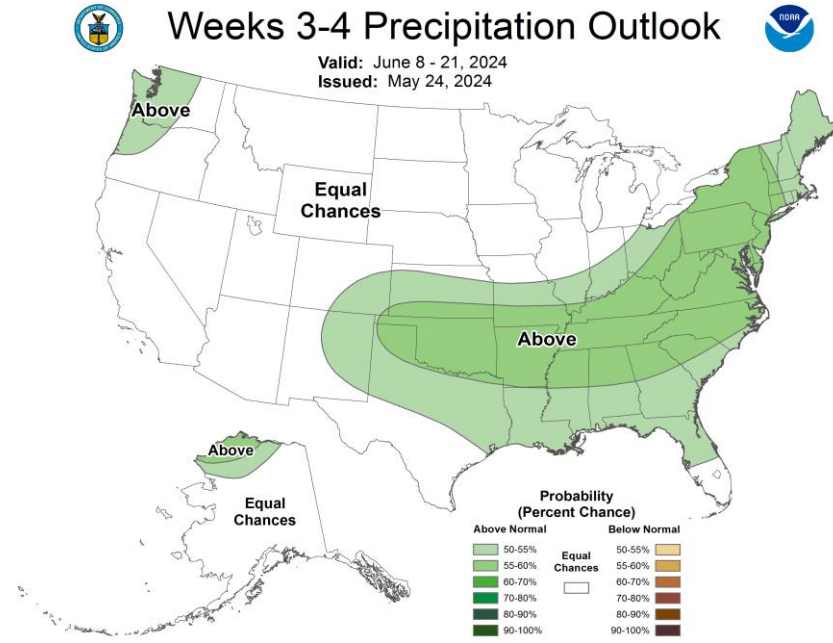 Weeks 3-4 Precipitation Outlook
NOAA
Valid: June 8 - 21, 2024
Issued: May 24, 2024
Above
Equal
Chances
Above
Above
Equal
Chances
Probability
(Percent Chance)
Above Normal
Below Normal
50-55%
55-60%
60-70%
70-80%
80-90%
90-100%
Equal
Chances
50-55%
55-60%
60-70%
70-80%
80-90%
90-100%